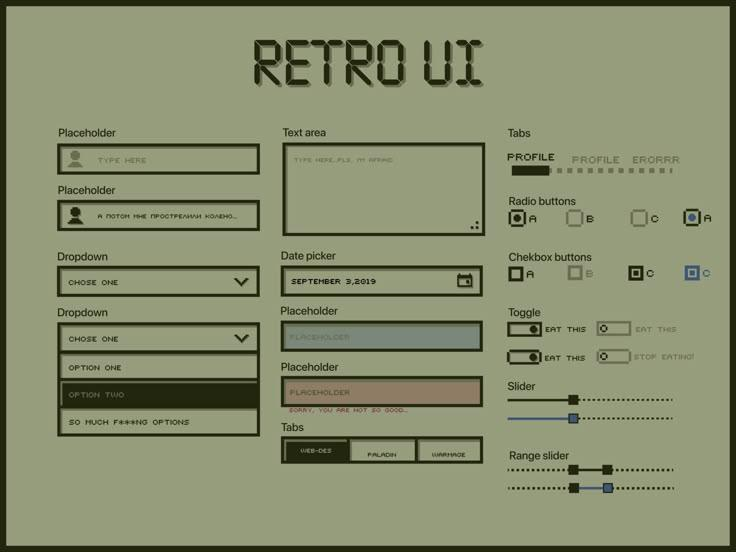 RETRO UI
Placeholder
TYPE HERE
Placeholder
А ПОТОМ МНЕ ПРОСТРЕЛИЛИ КОЛЕНО...
Dropdown
CHOSE ONE
Dropdown
CHOSE ONE
OPTION ONE
OPTION TWO
SO MUCH F***NG OPTIONS
Text area
TYPE HERE..PLS, I'M AFRAID
Date picker
SEPTEMBER 3,2019
Placeholder
PLACEHOLDER
Placeholder
PLACEHOLDER
SORRY, YOU ARE NOT SO GOOD...
Tabs
WEB-DES PALADIN WARMAGE
Tabs
PROFILE PROFILE ERORRR
Radio buttons
A B C A
Chekbox buttons
A B C C
Toggle
EAT THIS EAT THIS
EAT THIS STOP EATING!
Slider
Range slider